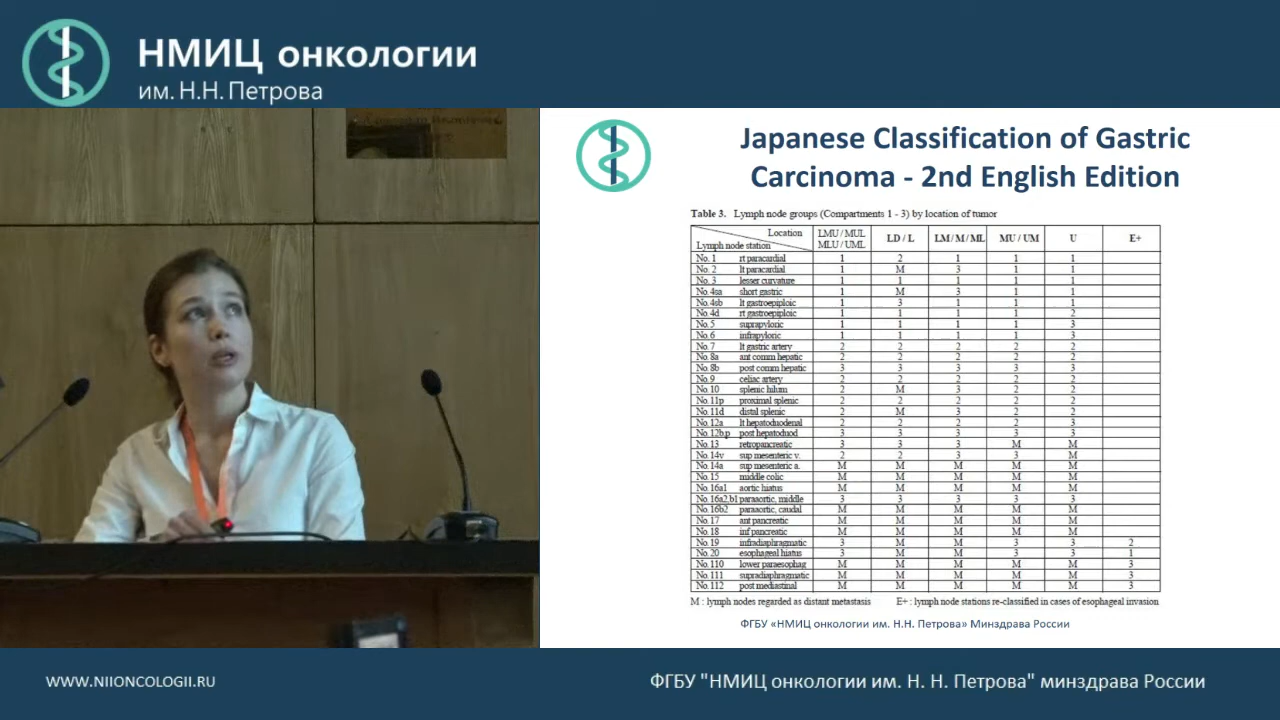 НМИЦ онкологии
им. Н.Н. Петрова
Japanese Classification of Gastric
Carcinoma - 2nd English Edition
Table 3. Lymph node groups (Compartments 1 - 3) by location of tumor
Location
Lymph node station
LMU / MUL
MLU / UML
LD / L
LM / M / ML
MU / UM
U
E+
No. 1 rt paracardial 1 2 1 1 1
No. 2 lt paracardial 1 M 3 1 1
No. 3 lesser curvature 1 1 1 1 1
No. 4sa short gastric 1 M 3 1 1
No. 4sb lt gastroepiploic 1 3 1 1 1
No. 4d rt gastroepiploic 1 1 1 1 2
No. 5 suprapyloric 1 1 1 1 3
No. 6 infrapyloric 1 1 1 1 3
No. 7 lt gastric artery 2 2 2 2 2
No. 8a ant comm hepatic 2 2 2 2 2
No. 8b post comm hepatic 3 3 3 3 3
No. 9 celiac artery 2 2 2 2 2
No. 10 splenic hilum 2 M 3 2 2
No. 11p proximal splenic 2 2 2 2 2
No. 11d distal splenic 2 M 3 2 2
No. 12a lt hepatoduodenal 2 2 2 2 3
No. 12b,p post hepatoduod 3 3 3 3 3
No. 13 retropancreatic 3 3 3 M M
No. 14v sup mesenteric v. 2 2 3 3 M
No. 14a sup mesenteric a. M M M M M
No. 15 middle colic M M M M M
No. 16a1 aortic hiatus M M M M M
No. 16a2,b1 paraaortic, middle 3 3 3 3 3
No. 16b2 paraaortic, caudal M M M M M
No. 17 ant pancreatic M M M M M
No. 18 inf pancreatic M M M M M
No. 19 infradiaphragmatic 3 M M 3 3 2
No. 20 esophageal hiatus 3 M M 3 3 1
No. 110 lower paraesophag M M M M M 3
No. 111 supradiaphragmatic M M M M M 3
No. 112 post mediastinal M M M M M 3
M : lymph nodes regarded as distant metastasis E+ : lymph node stations re-classified in cases of esophageal invasion
ФГБУ «НМИЦ онкологии им. Н.Н. Петрова» Минздрава России
WWW.NIIONCOLOGII.RU
ФГБУ "НМИЦ онкологии им. Н. Н. Петрова" минздрава России